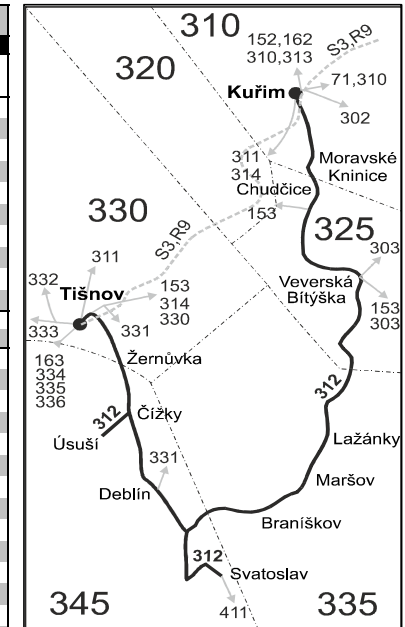 310
152,162
310,313
S3,R9
320
71,310
Kuřim
302
311
314
Moravské
Kninice
Chudčice
153
330
325
S3,R9
311
303
332
Tišnov
153
314
330
Veverská
Bítýška
333
331
153
303
163
334
335
336
Žernůvka
312
312
Čížky
Úsuší
Lažánky
331
Maršov
Deblín
Braníškov
312
Svatoslav
345
411
335